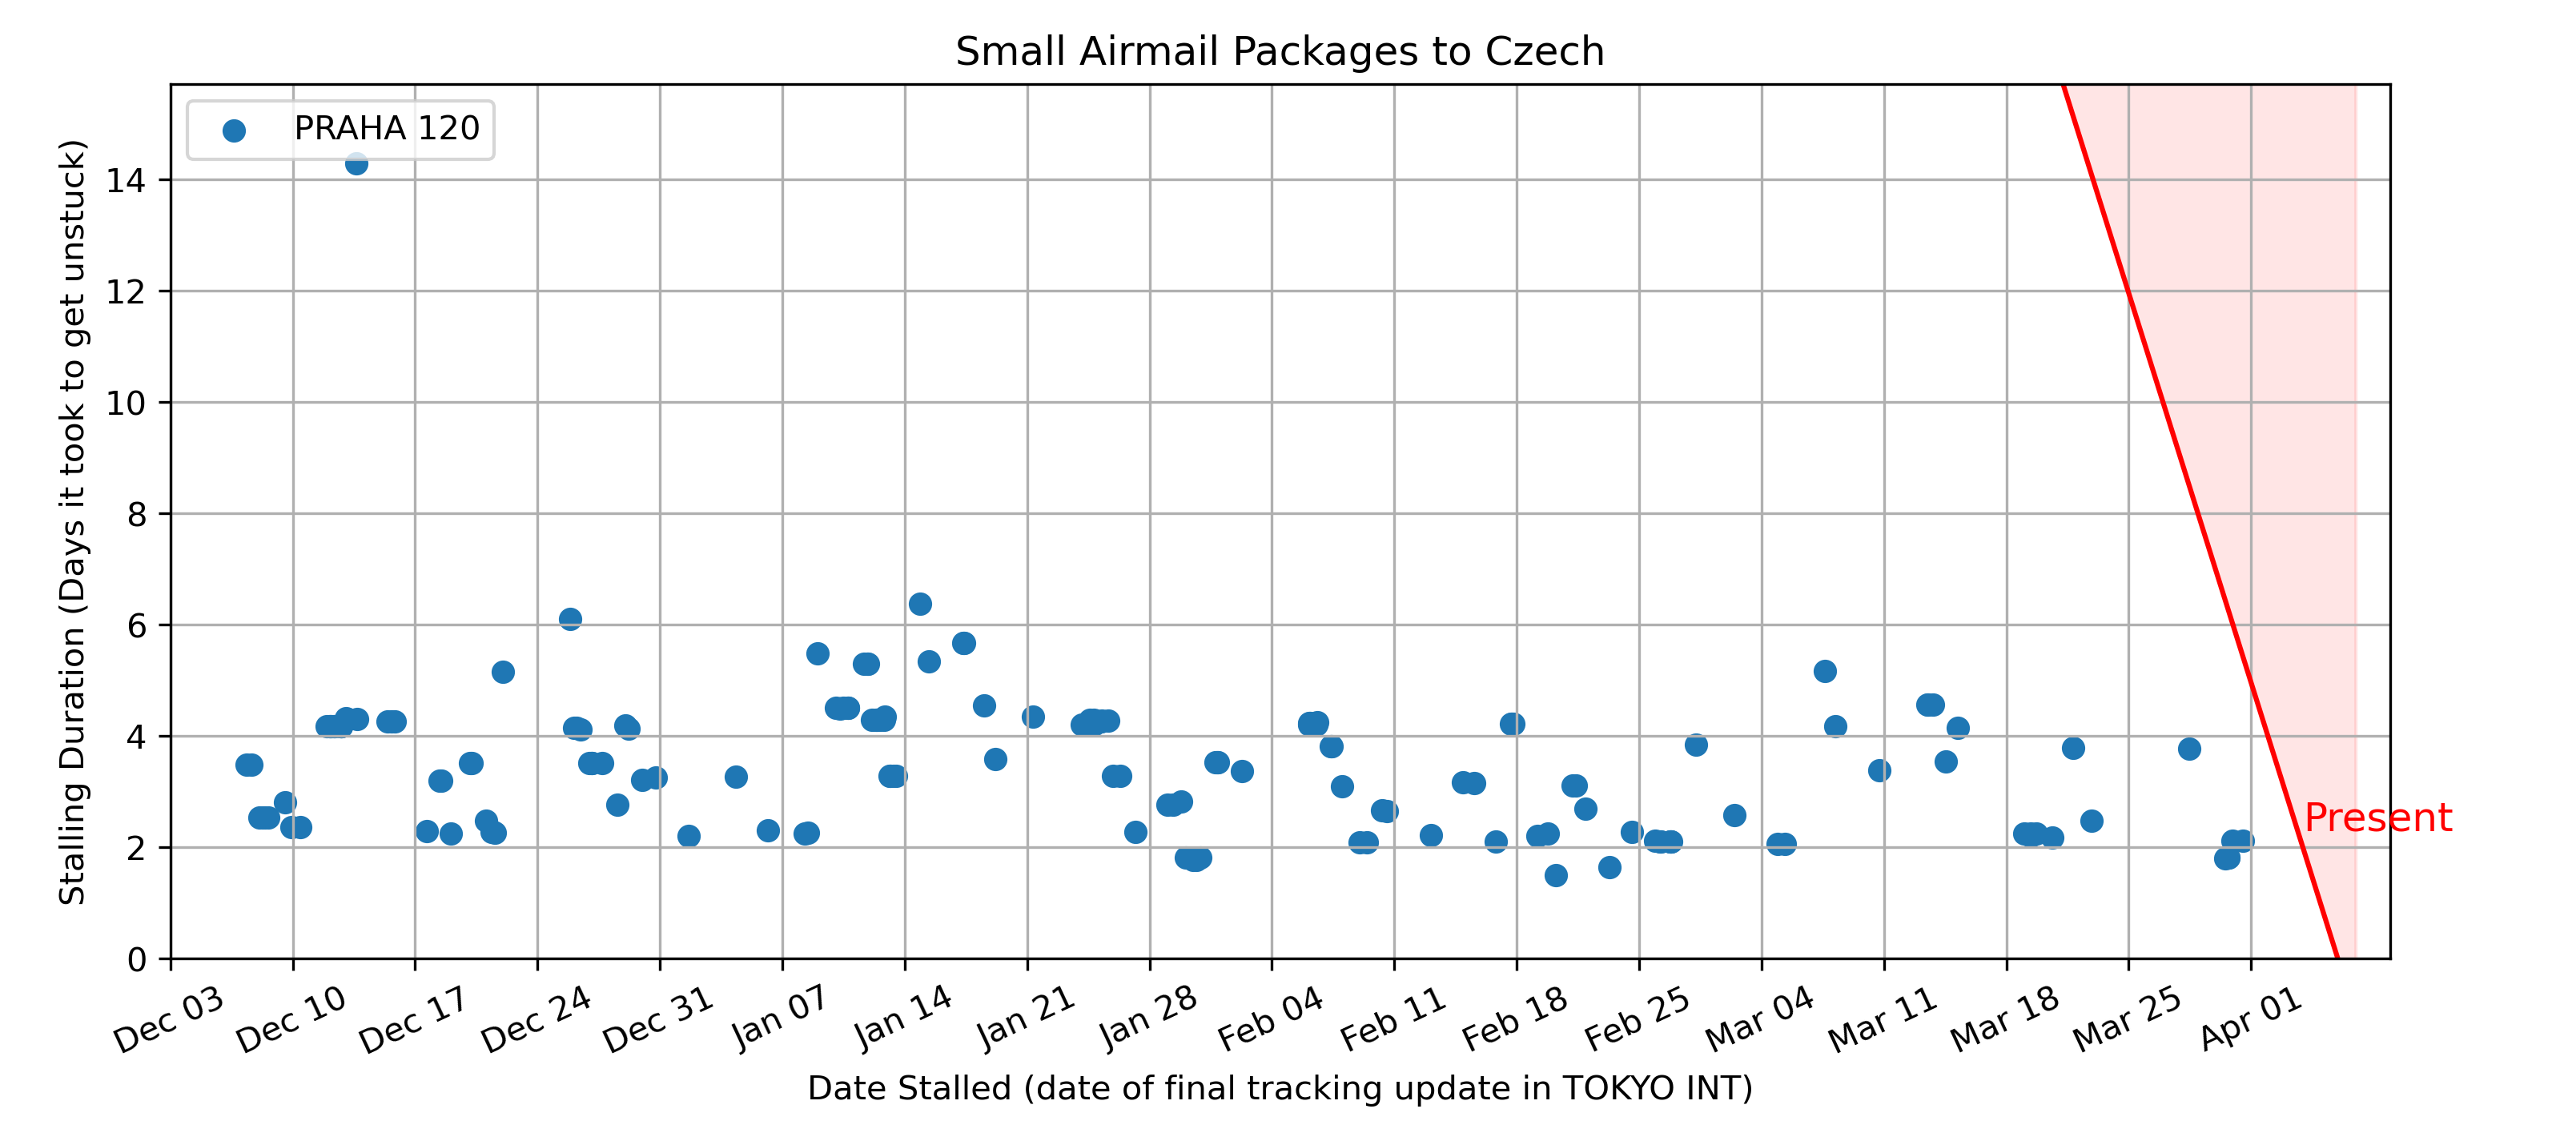 Small Airmail Packages to Czech
PRAHA 120
Stalling Duration (Days it took to get unstuck)
14
12
10
8
6
4
2
0
Present
Dec 03
Dec 10
Dec 17
Dec 24
Dec 31
Jan 07
Jan 14
Jan 21
Jan 28
Feb 04
Feb 11
Feb 18
Feb 25
Mar 04
Mar 11
Mar 18
Mar 25
Apr 01
Date Stalled (date of final tracking update in TOKYO INT)